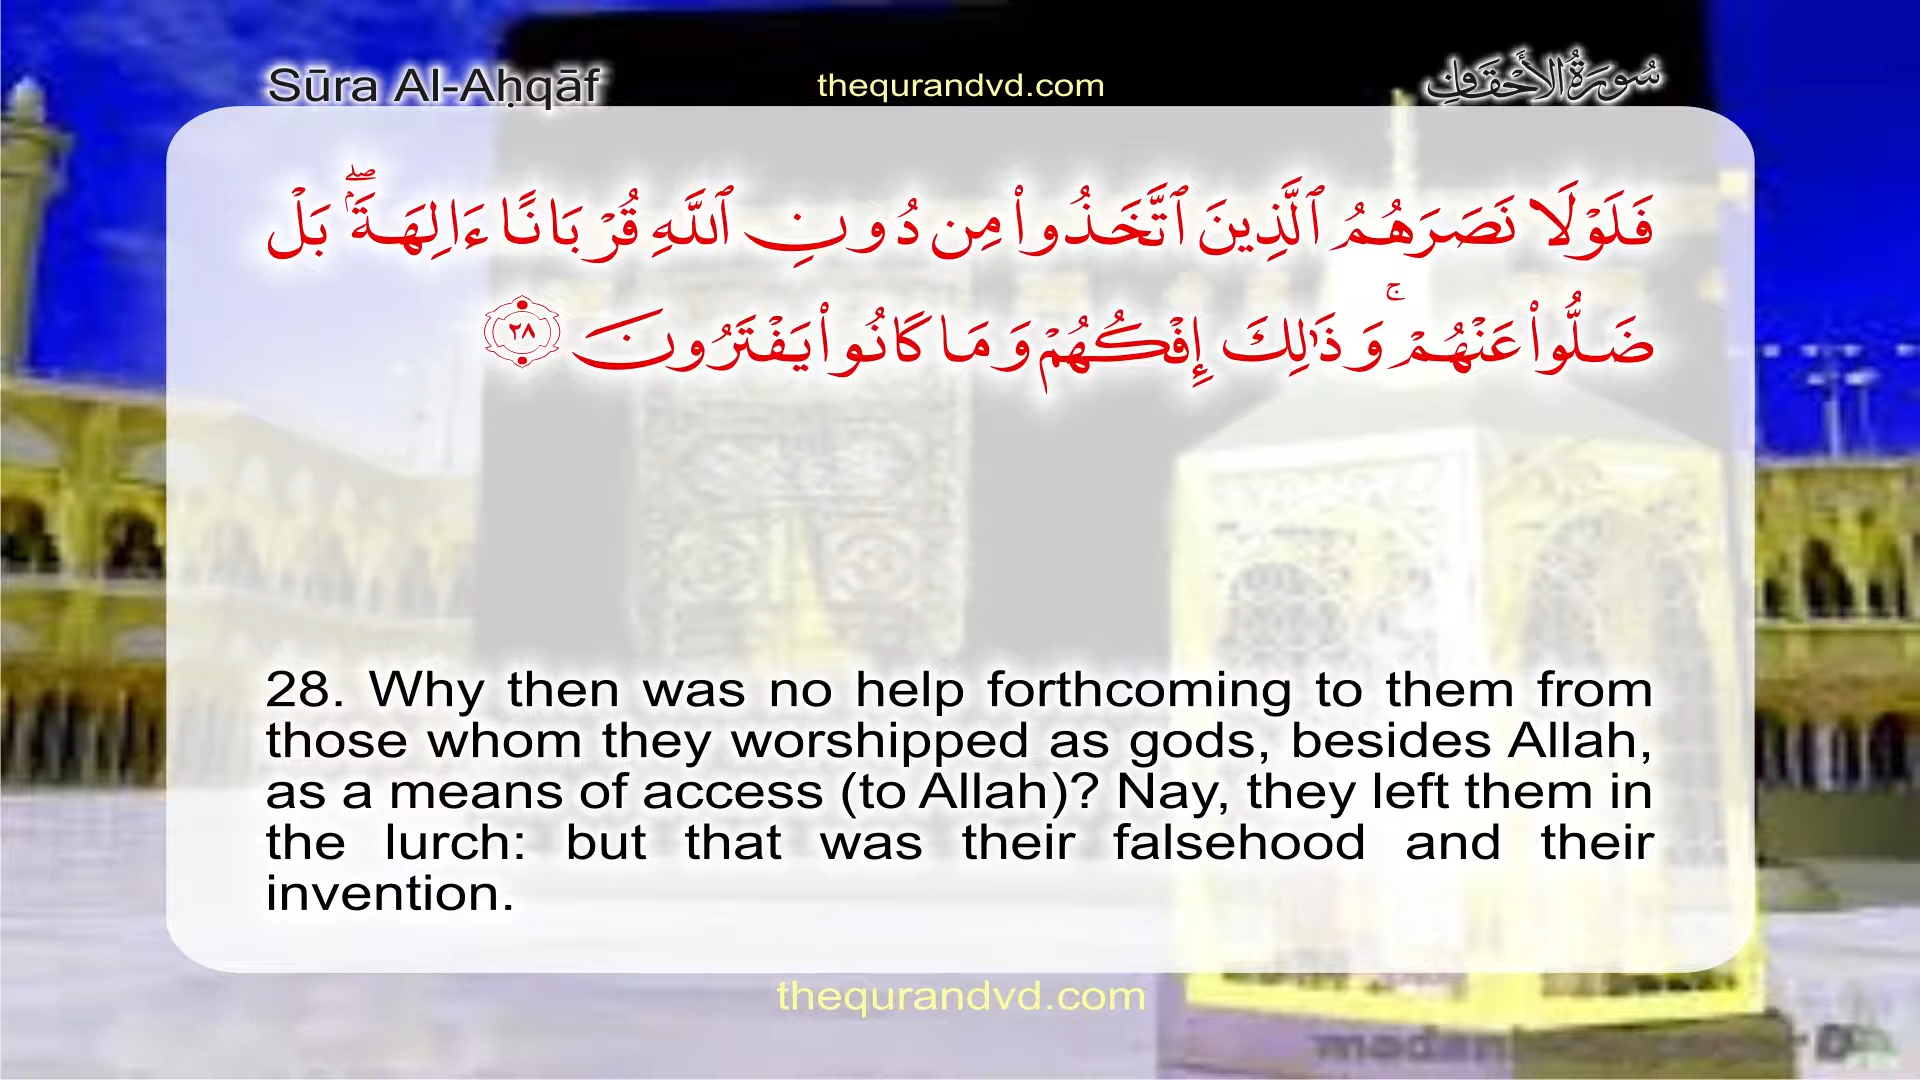 Sūra Al-Aḥqāf
thequrandvd.com
سُورَةُ الأَحْقَافِ
فَلَوْلَا نَصَرَهُمُ ٱلَّذِينَ ٱتَّخَذُوا۟ مِن دُونِ ٱللَّهِ قُرْبَانًا ءَالِهَةًۢ ۖ بَلْ
ضَلُّوا۟ عَنْهُمْ ۚ وَذَٰلِكَ إِفْكُهُمْ وَمَا كَانُوا۟ يَفْتَرُونَ ٢٨
28. Why then was no help forthcoming to them from
those whom they worshipped as gods, besides Allah,
as a means of access (to Allah)? Nay, they left them in
the lurch: but that was their falsehood and their
invention.
thequrandvd.com